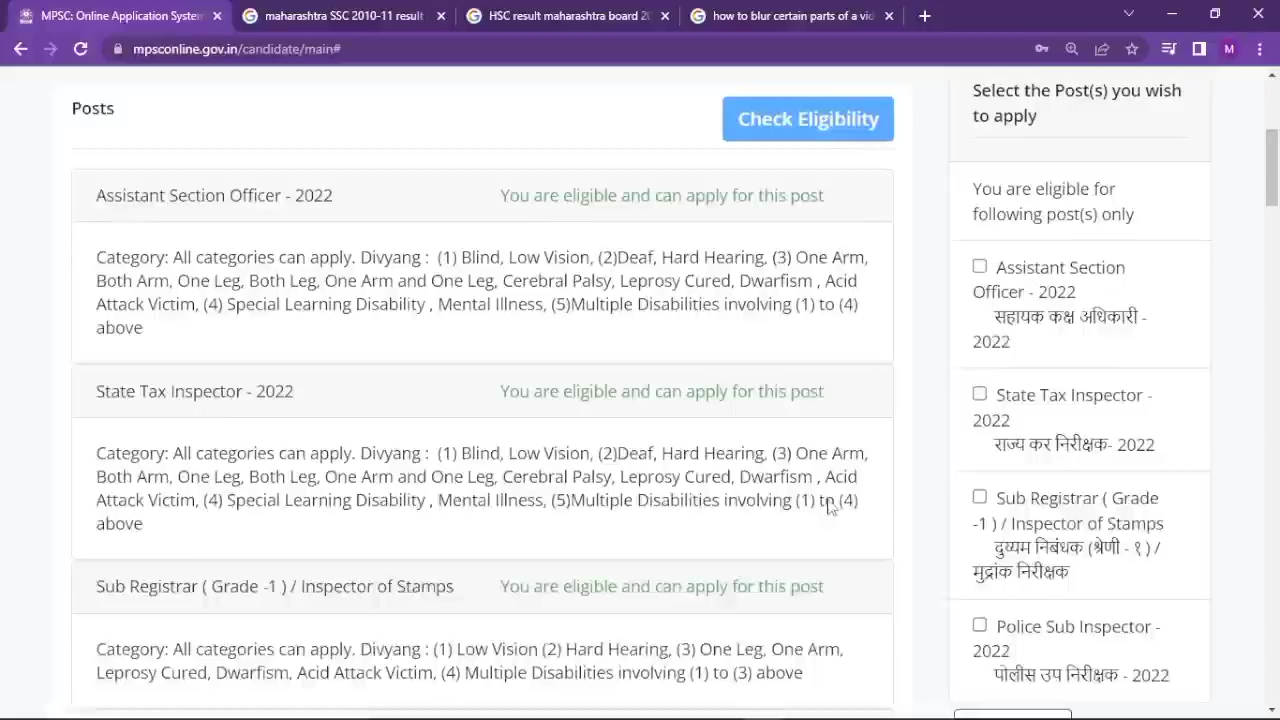 MPSC: Online Application System
maharashtra SSC 2010-11 result
HSC result maharashtra board 20
how to blur certain parts of a vid
mpsconline.gov.in/candidate/main#
M
Posts
Check Eligibility
Assistant Section Officer - 2022
You are eligible and can apply for this post
Category: All categories can apply. Divyang : (1) Blind, Low Vision, (2)Deaf, Hard Hearing, (3) One Arm,
Both Arm, One Leg, Both Leg, One Arm and One Leg, Cerebral Palsy, Leprosy Cured, Dwarfism , Acid
Attack Victim, (4) Special Learning Disability , Mental Illness, (5)Multiple Disabilities involving (1) to (4)
above
State Tax Inspector - 2022
You are eligible and can apply for this post
Category: All categories can apply. Divyang : (1) Blind, Low Vision, (2)Deaf, Hard Hearing, (3) One Arm,
Both Arm, One Leg, Both Leg, One Arm and One Leg, Cerebral Palsy, Leprosy Cured, Dwarfism , Acid
Attack Victim, (4) Special Learning Disability , Mental Illness, (5)Multiple Disabilities involving (1) to (4)
above
Sub Registrar ( Grade -1 ) / Inspector of Stamps
You are eligible and can apply for this post
Category: All categories can apply. Divyang : (1) Low Vision (2) Hard Hearing, (3) One Leg, One Arm,
Leprosy Cured, Dwarfism, Acid Attack Victim, (4) Multiple Disabilities involving (1) to (3) above
Select the Post(s) you wish
to apply
You are eligible for
following post(s) only
Assistant Section
Officer - 2022
सहायक कक्ष अधिकारी -
2022
State Tax Inspector -
2022
राज्य कर निरीक्षक- 2022
Sub Registrar ( Grade
-1 ) / Inspector of Stamps
दुय्यम निबंधक (श्रेणी - १ ) /
मुद्रांक निरीक्षक
Police Sub Inspector -
2022
पोलीस उप निरीक्षक - 2022